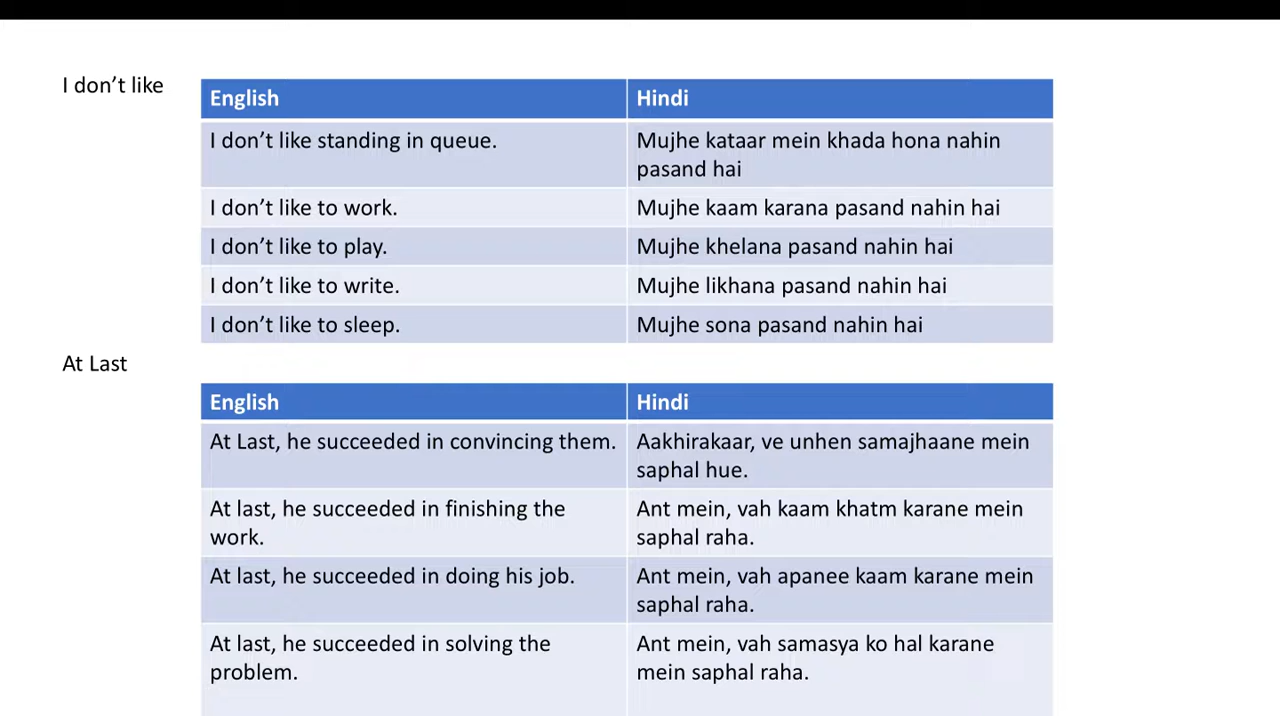 I don’t like
English Hindi
I don’t like standing in queue. Mujhe kataar mein khada hona nahin
pasand hai
I don’t like to work. Mujhe kaam karana pasand nahin hai
I don’t like to play. Mujhe khelana pasand nahin hai
I don’t like to write. Mujhe likhana pasand nahin hai
I don’t like to sleep. Mujhe sona pasand nahin hai
At Last
English Hindi
At Last, he succeeded in convincing them. Aakhirakaar, ve unhen samajhaane mein
saphal hue.
At last, he succeeded in finishing the Ant mein, vah kaam khatm karane mein
work. saphal raha.
At last, he succeeded in doing his job. Ant mein, vah apanee kaam karane mein
saphal raha.
At last, he succeeded in solving the Ant mein, vah samasya ko hal karane
problem. mein saphal raha.